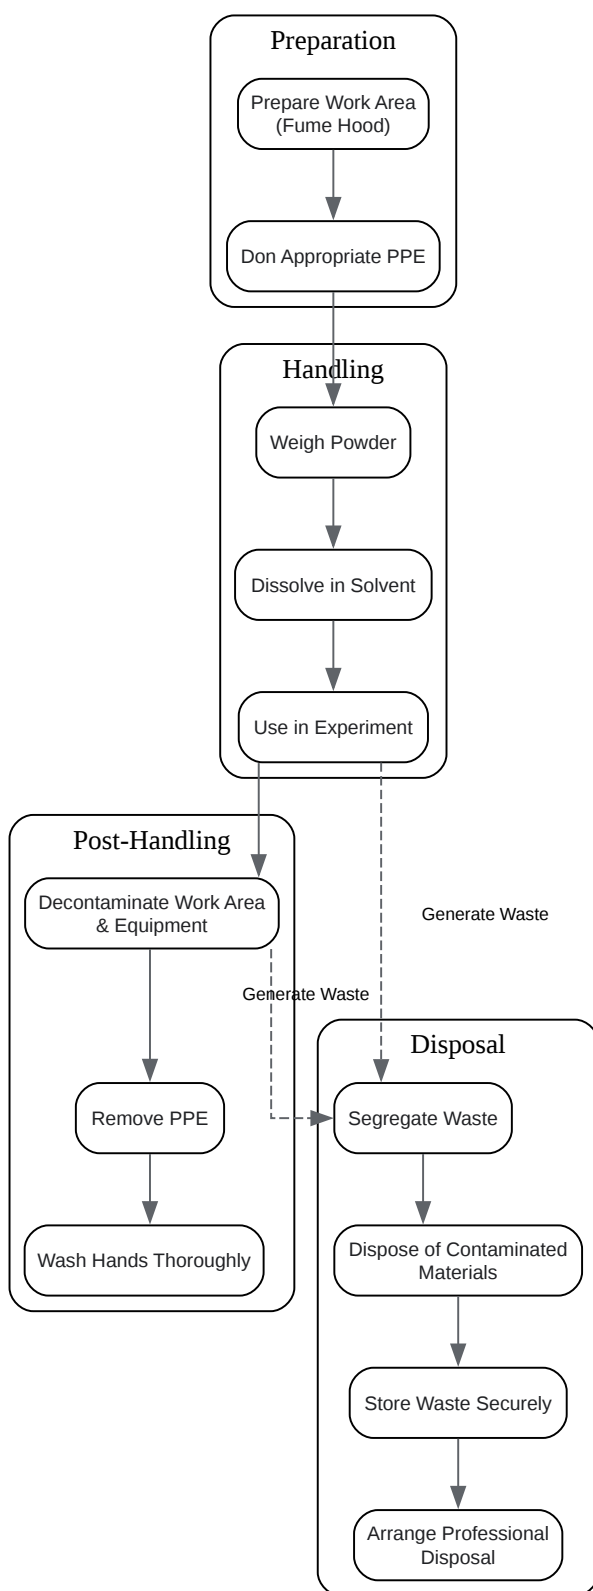 Preparation
Prepare Work Area
(Fume Hood)
Don Appropriate PPE
Handling
Weigh Powder
Dissolve in Solvent
Use in Experiment
Post-Handling
Decontaminate Work Area
& Equipment
Generate Waste
Generate Waste
Disposal
Remove PPE
Segregate Waste
Wash Hands Thoroughly
Dispose of Contaminated
Materials
Store Waste Securely
Arrange Professional
Disposal